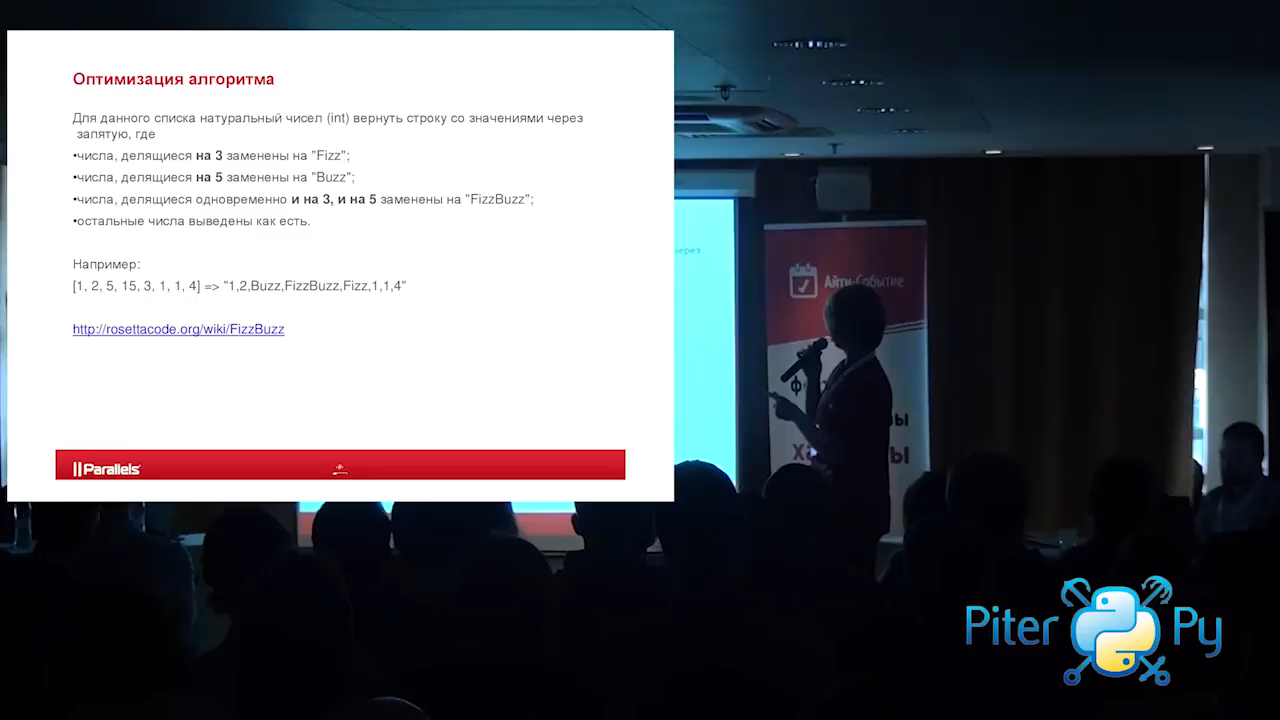 Оптимизация алгоритма
Для данного списка натуральный чисел (int) вернуть строку со значениями через
запятую, где
•числа, делящиеся на 3 заменены на "Fizz";
•числа, делящиеся на 5 заменены на "Buzz";
•числа, делящиеся одновременно и на 3, и на 5 заменены на "FizzBuzz";
•остальные числа выведены как есть.
Например:
[1, 2, 5, 15, 3, 1, 1, 4] => "1,2,Buzz,FizzBuzz,Fizz,1,1,4"
http://rosettacode.org/wiki/FizzBuzz
Parallels
через
Айти-Событие
Piter Py